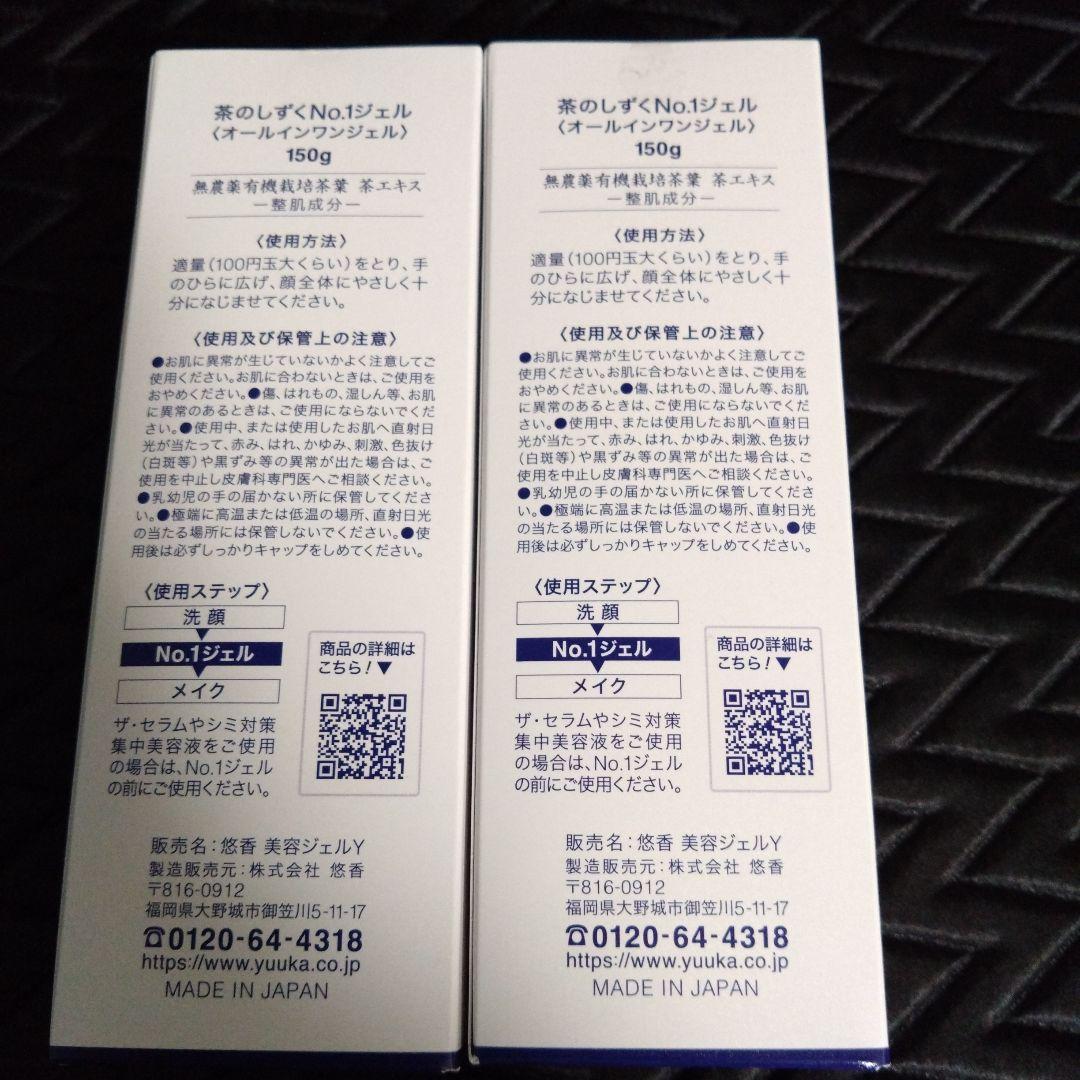 茶のしずくNo.1ジェル
〈オールインワンジェル〉
150g
無農薬有機栽培茶葉 茶エキス
ー整肌成分ー
〈使用方法〉
適量(100円玉大くらい)をとり、手
のひらに広げ、顔全体にやさしく十
分になじませてください。
〈使用及び保管上の注意〉
●お肌に異常が生じていないかよく注意してご
使用ください。お肌に合わないときは、ご使用を
おやめください。●傷、はれもの、湿しん等、お肌
に異常のあるときは、ご使用にならないでくだ
さい。●使用中、または使用したお肌へ直射日
光が当たって、赤み、はれ、かゆみ、刺激、色抜け
(白斑等)や黒ずみ等の異常が出た場合は、ご
使用を中止し皮膚科専門医へご相談ください。
●乳幼児の手の届かない所に保管してくださ
い。●極端に高温または低温の場所、直射日光
の当たる場所には保管しないでください。●使
用後は必ずしっかりキャップをしめてください。
〈使用ステップ〉
洗顔
No.1ジェル
メイク
ザ・セラムやシミ対策
集中美容液をご使用
の場合は、No.1ジェル
の前にご使用ください。
商品の詳細は
こちら!▼
販売名:悠香 美容ジェルY
製造販売元:株式会社 悠香
〒816-0912
福岡県大野城市御笠川5-11-17
☎0120-64-4318
https://www.yuuka.co.jp
MADE IN JAPAN
茶のしずくNo.1ジェル
〈オールインワンジェル〉
150g
無農薬有機栽培茶葉 茶エキス
ー整肌成分ー
〈使用方法〉
適量(100円玉大くらい)をとり、手
のひらに広げ、顔全体にやさしく十
分になじませてください。
〈使用及び保管上の注意〉
●お肌に異常が生じていないかよく注意してご
使用ください。お肌に合わないときは、ご使用を
おやめください。●傷、はれもの、湿しん等、お肌
に異常のあるときは、ご使用にならないでくだ
さい。●使用中、または使用したお肌へ直射日
光が当たって、赤み、はれ、かゆみ、刺激、色抜け
(白斑等)や黒ずみ等の異常が出た場合は、ご
使用を中止し皮膚科専門医へご相談ください。
●乳幼児の手の届かない所に保管してくださ
い。●極端に高温または低温の場所、直射日光
の当たる場所には保管しないでください。●使
用後は必ずしっかりキャップをしめてください。
〈使用ステップ〉
洗顔
No.1ジェル
メイク
ザ・セラムやシミ対策
集中美容液をご使用
の場合は、No.1ジェル
の前にご使用ください。
商品の詳細は
こちら!▼
販売名:悠香 美容ジェルY
製造販売元:株式会社 悠香
〒816-0912
福岡県大野城市御笠川5-11-17
☎0120-64-4318
https://www.yuuka.co.jp
MADE IN JAPAN